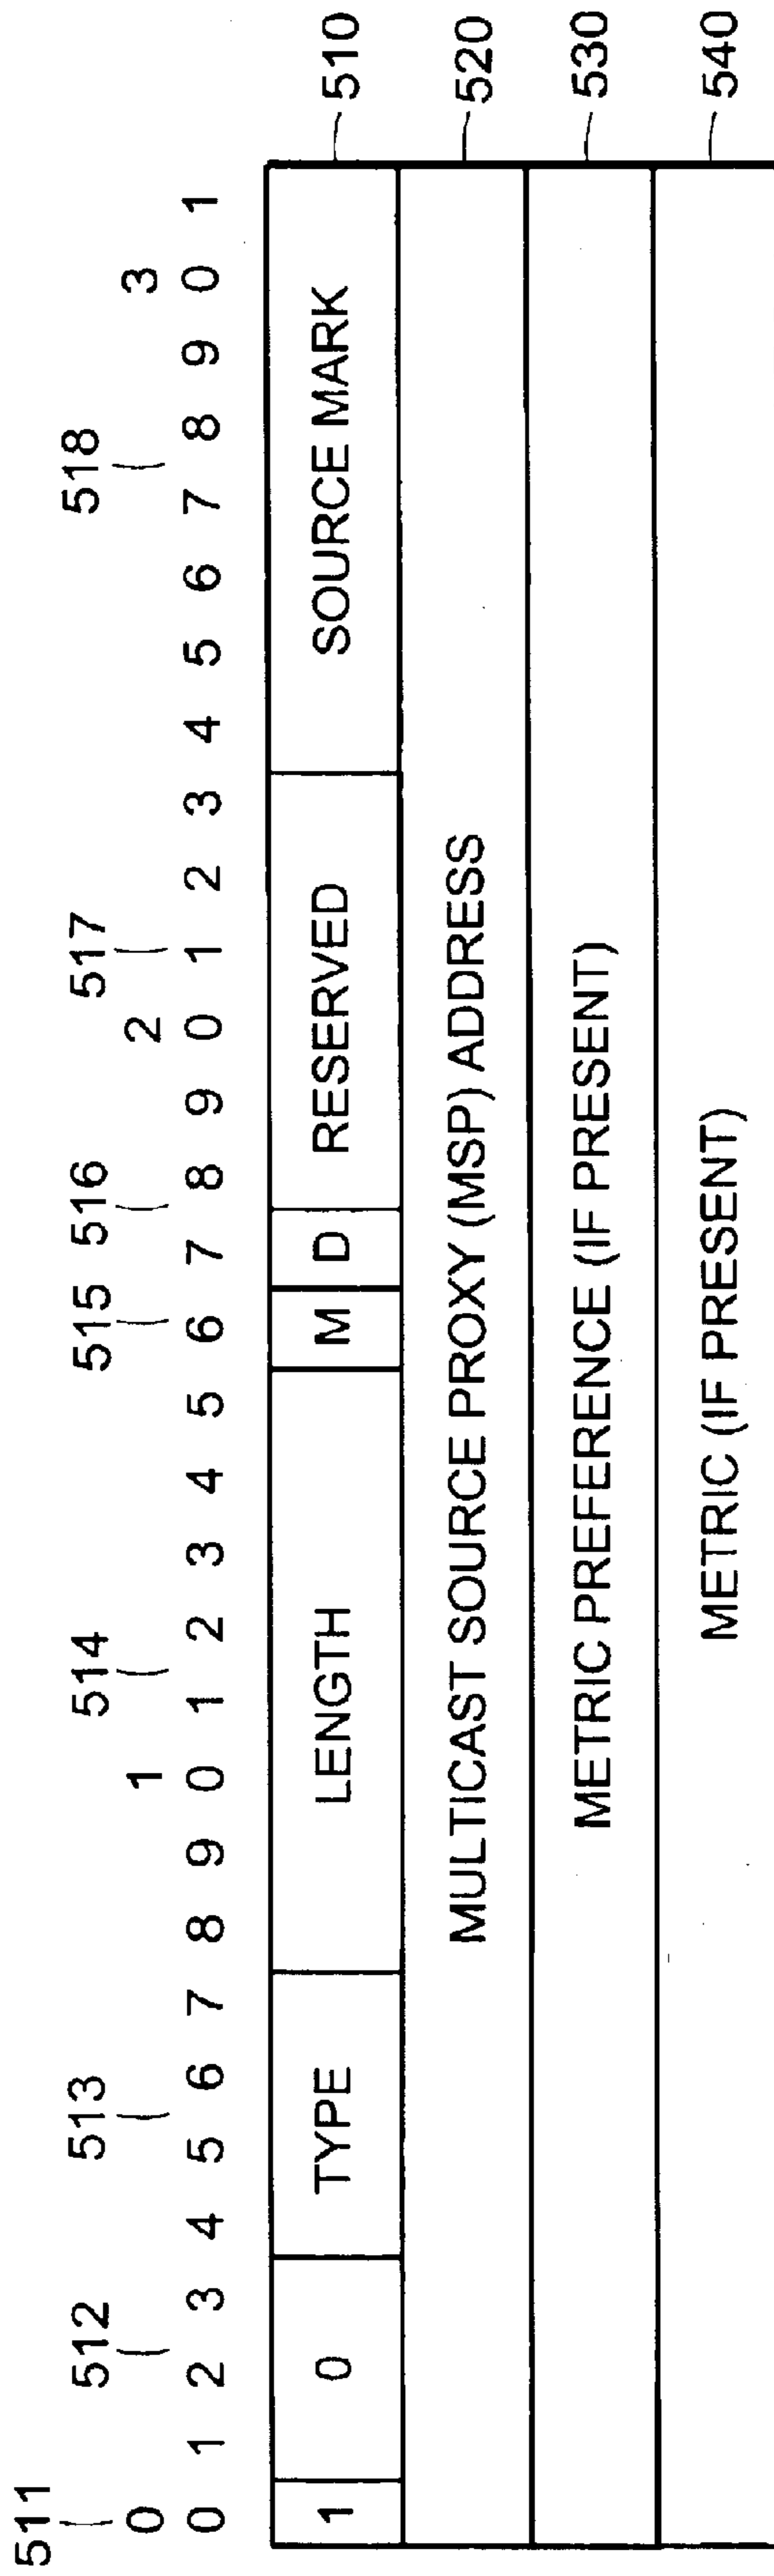 511 512 513 514 515 516 517 518
0 1 2 3
0 1 2 3 4 5 6 7 8 9 0 1 2 3 4 5 6 7 8 9 0 1 2 3 4 5 6 7 8 9 0 1
1 0 TYPE LENGTH M D RESERVED SOURCE MARK 510
MULTICAST SOURCE PROXY (MSP) ADDRESS 520
METRIC PREFERENCE (IF PRESENT) 530
METRIC (IF PRESENT) 540